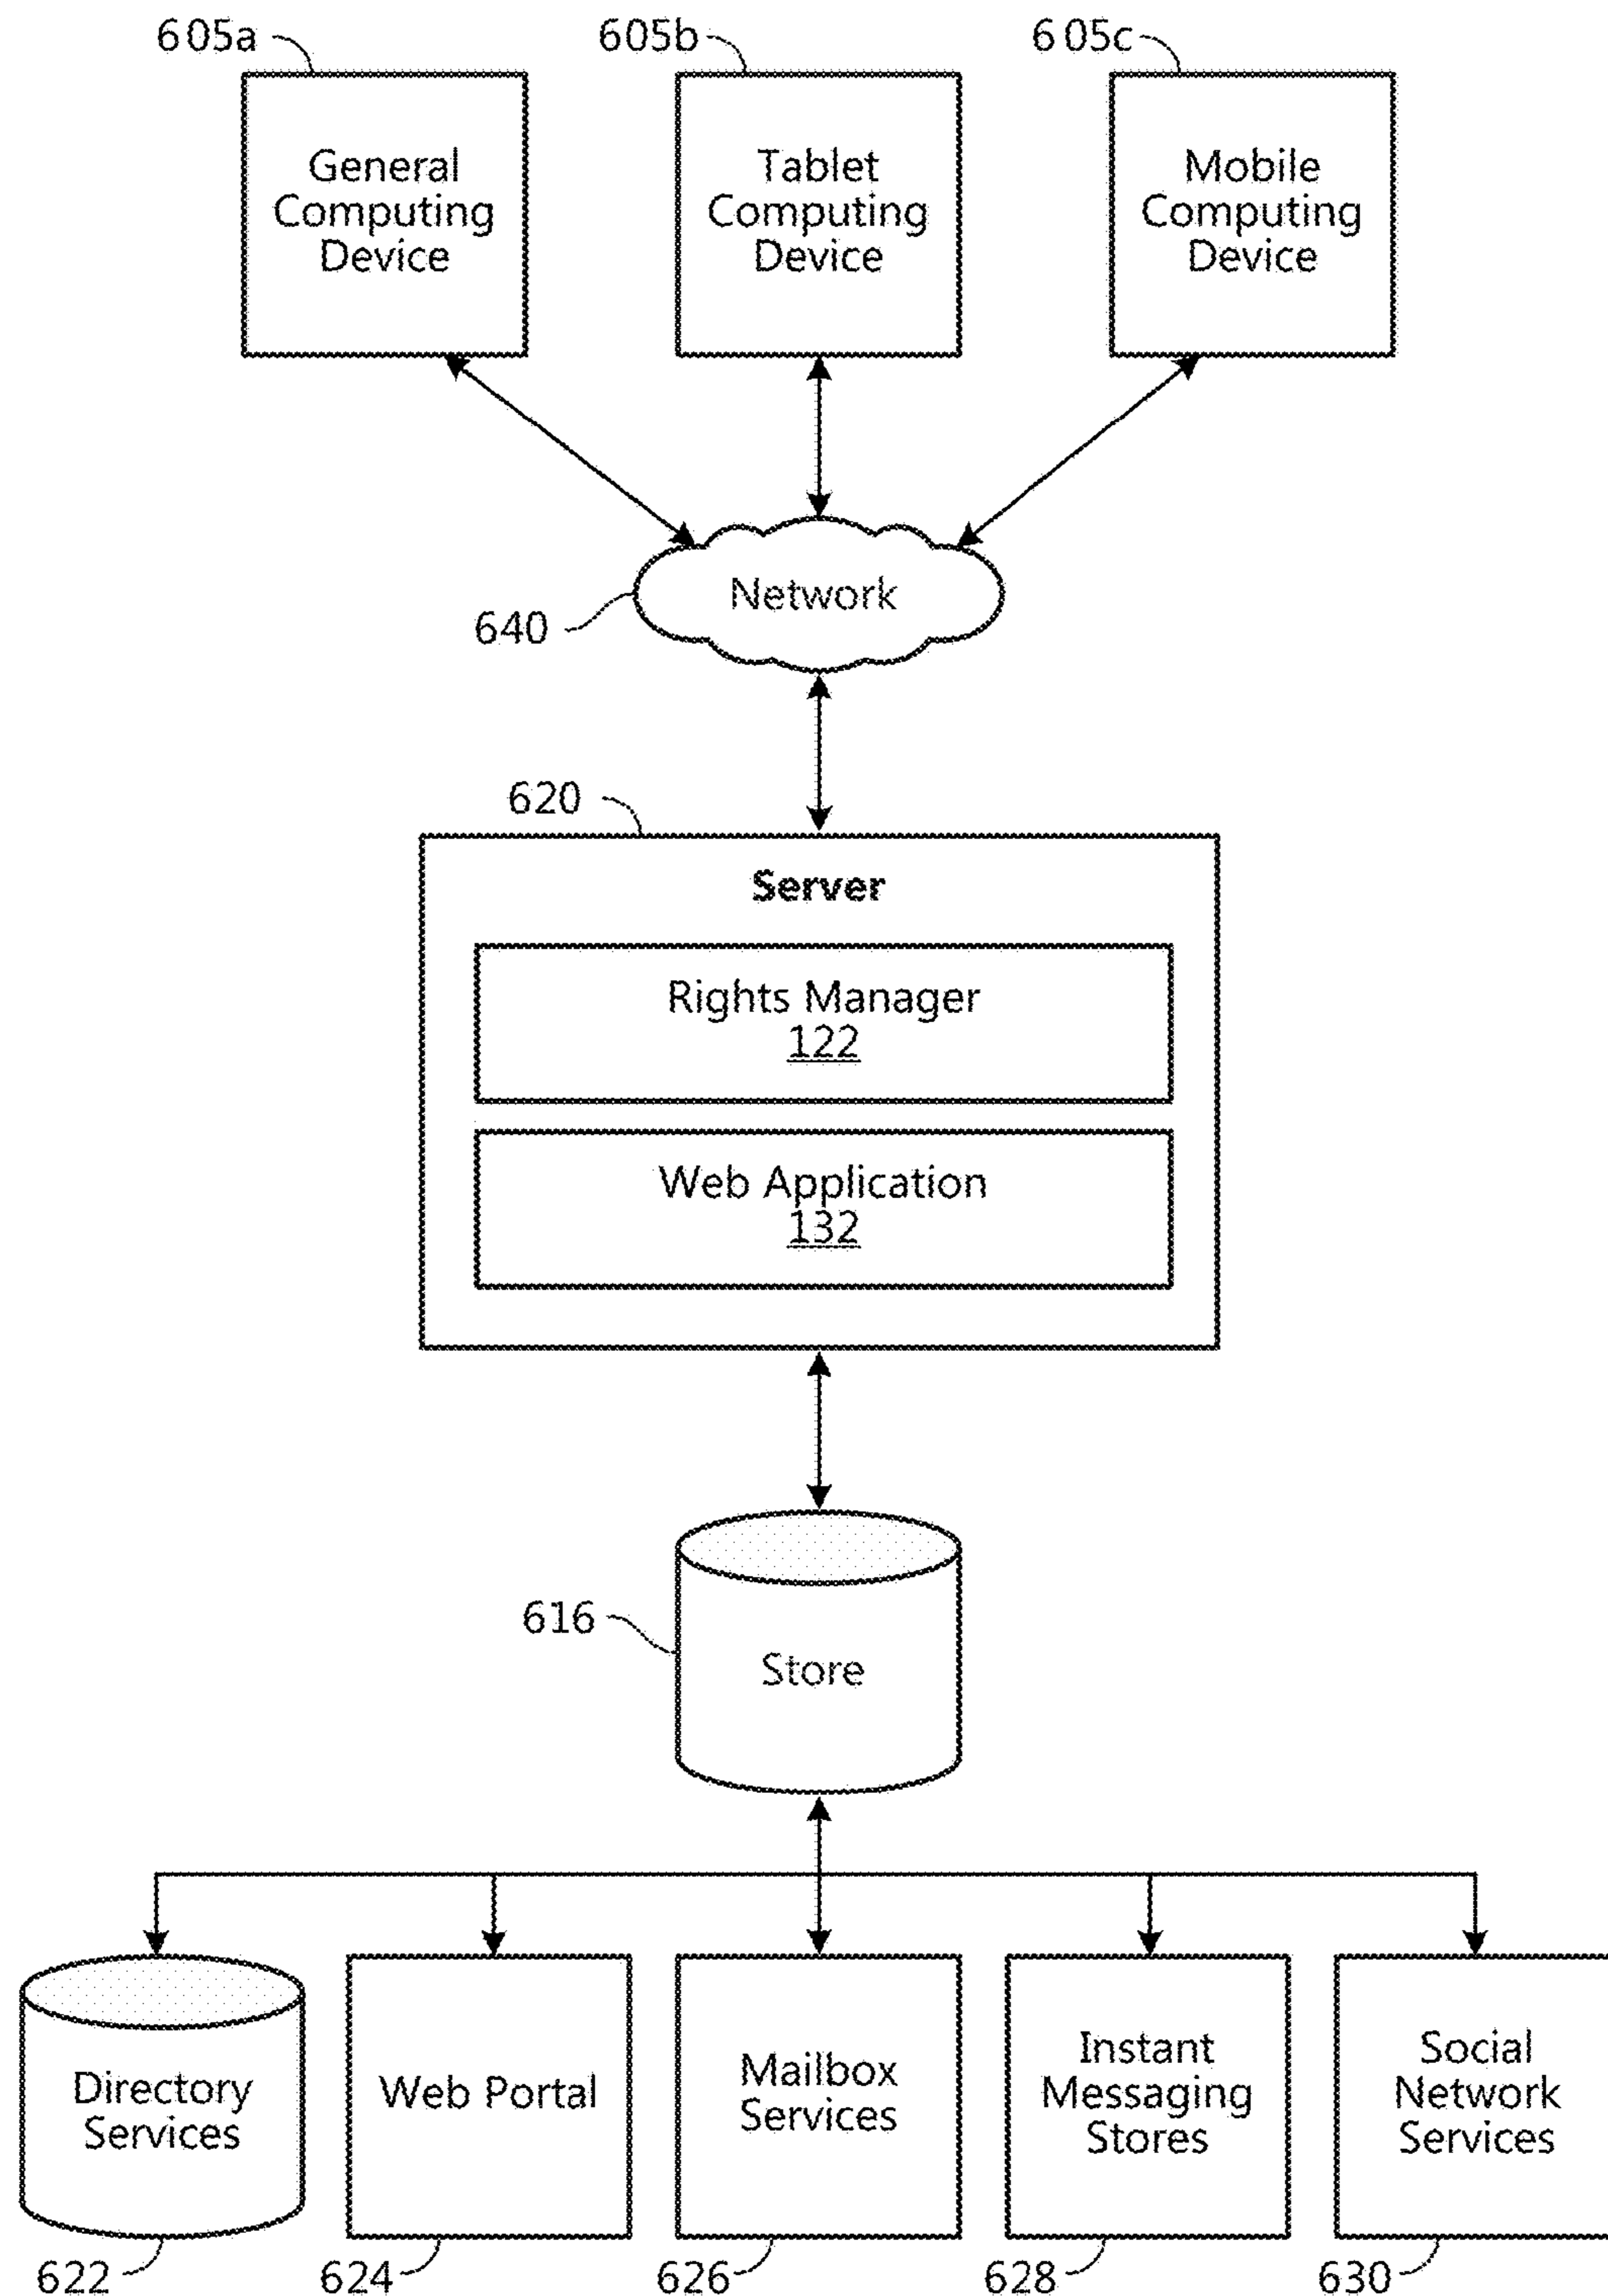 605a
605b
605c
General
Computing
Device
Tablet
Computing
Device
Mobile
Computing
Device
Network
640
620
Server
Rights Manager
122
Web Application
132
616
Store
Directory
Services
Web Portal
Mailbox
Services
Instant
Messaging
Stores
Social
Network
Services
622
624
626
628
630